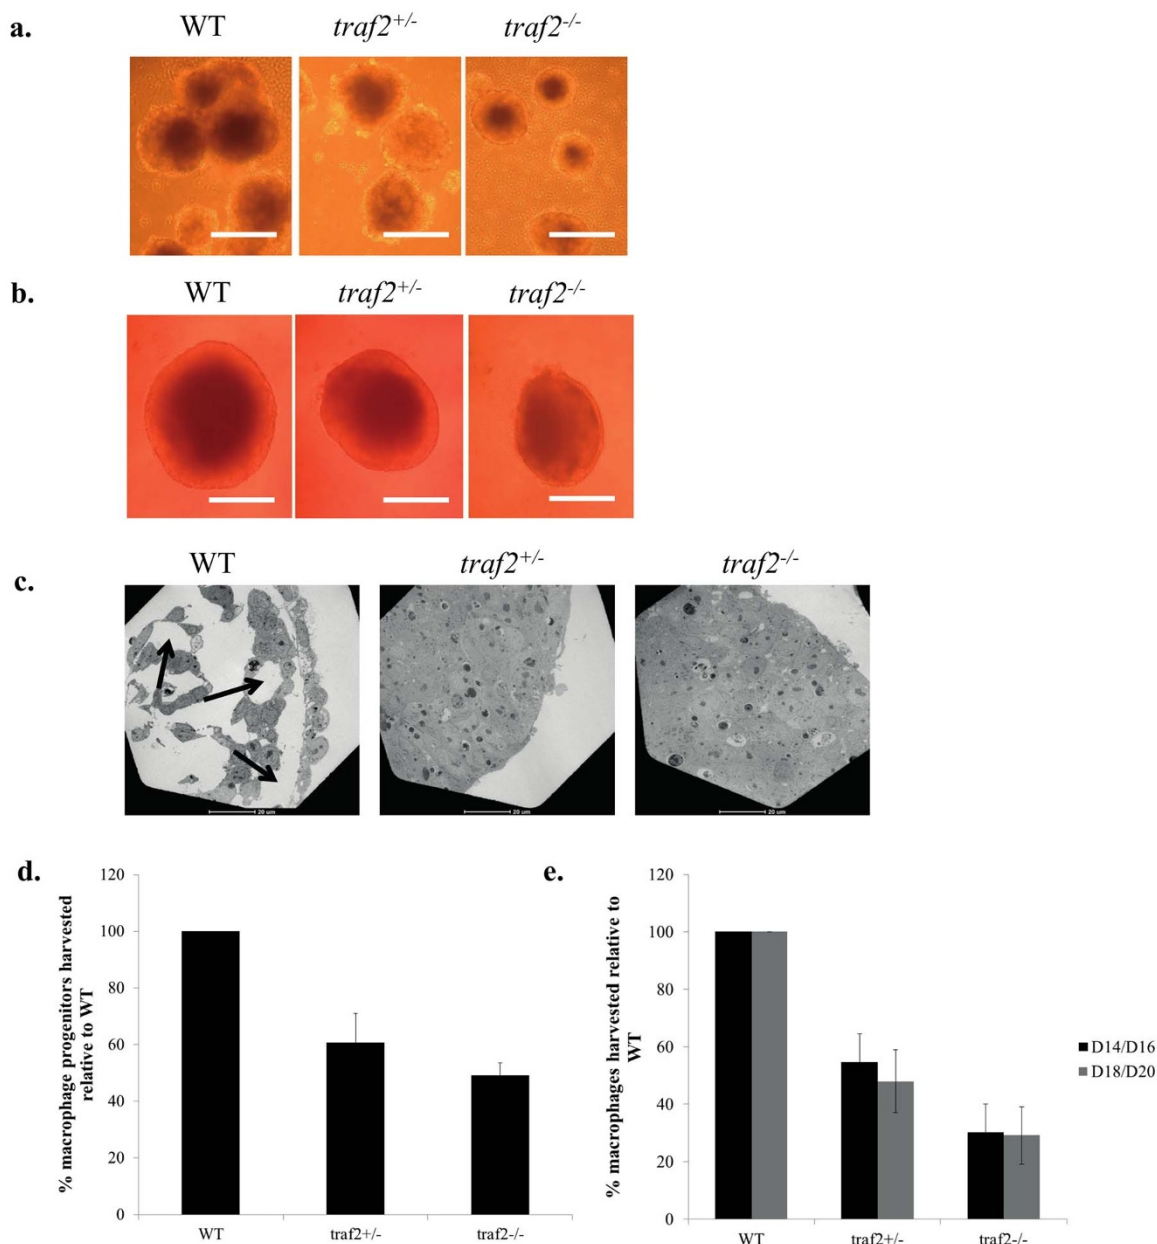 a.
WT traf2+/- traf2-/-
b.
WT traf2+/- traf2-/-
c.
WT traf2+/- traf2-/-
20 um 20 um 20 um
d.
% macrophage progenitors harvested
relative to WT
120
100
80
60
40
20
0
WT traf2+/- traf2-/-
e.
% macrophages harvested relative to
WT
120
100
80
60
40
20
0
WT traf2+/- traf2-/-
D14/D16
D18/D20